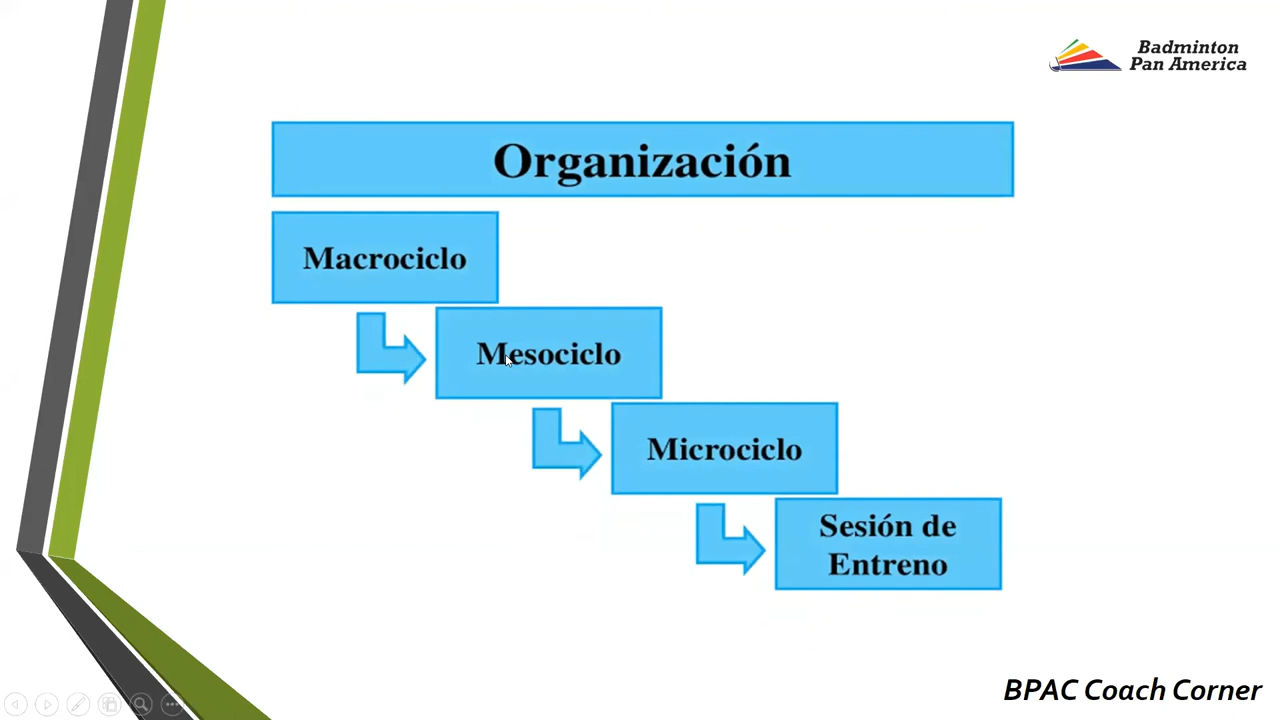 Badminton
Pan America
Organización
Macrociclo
Mesociclo
Microciclo
Sesión de
Entreno
BPAC Coach Corner